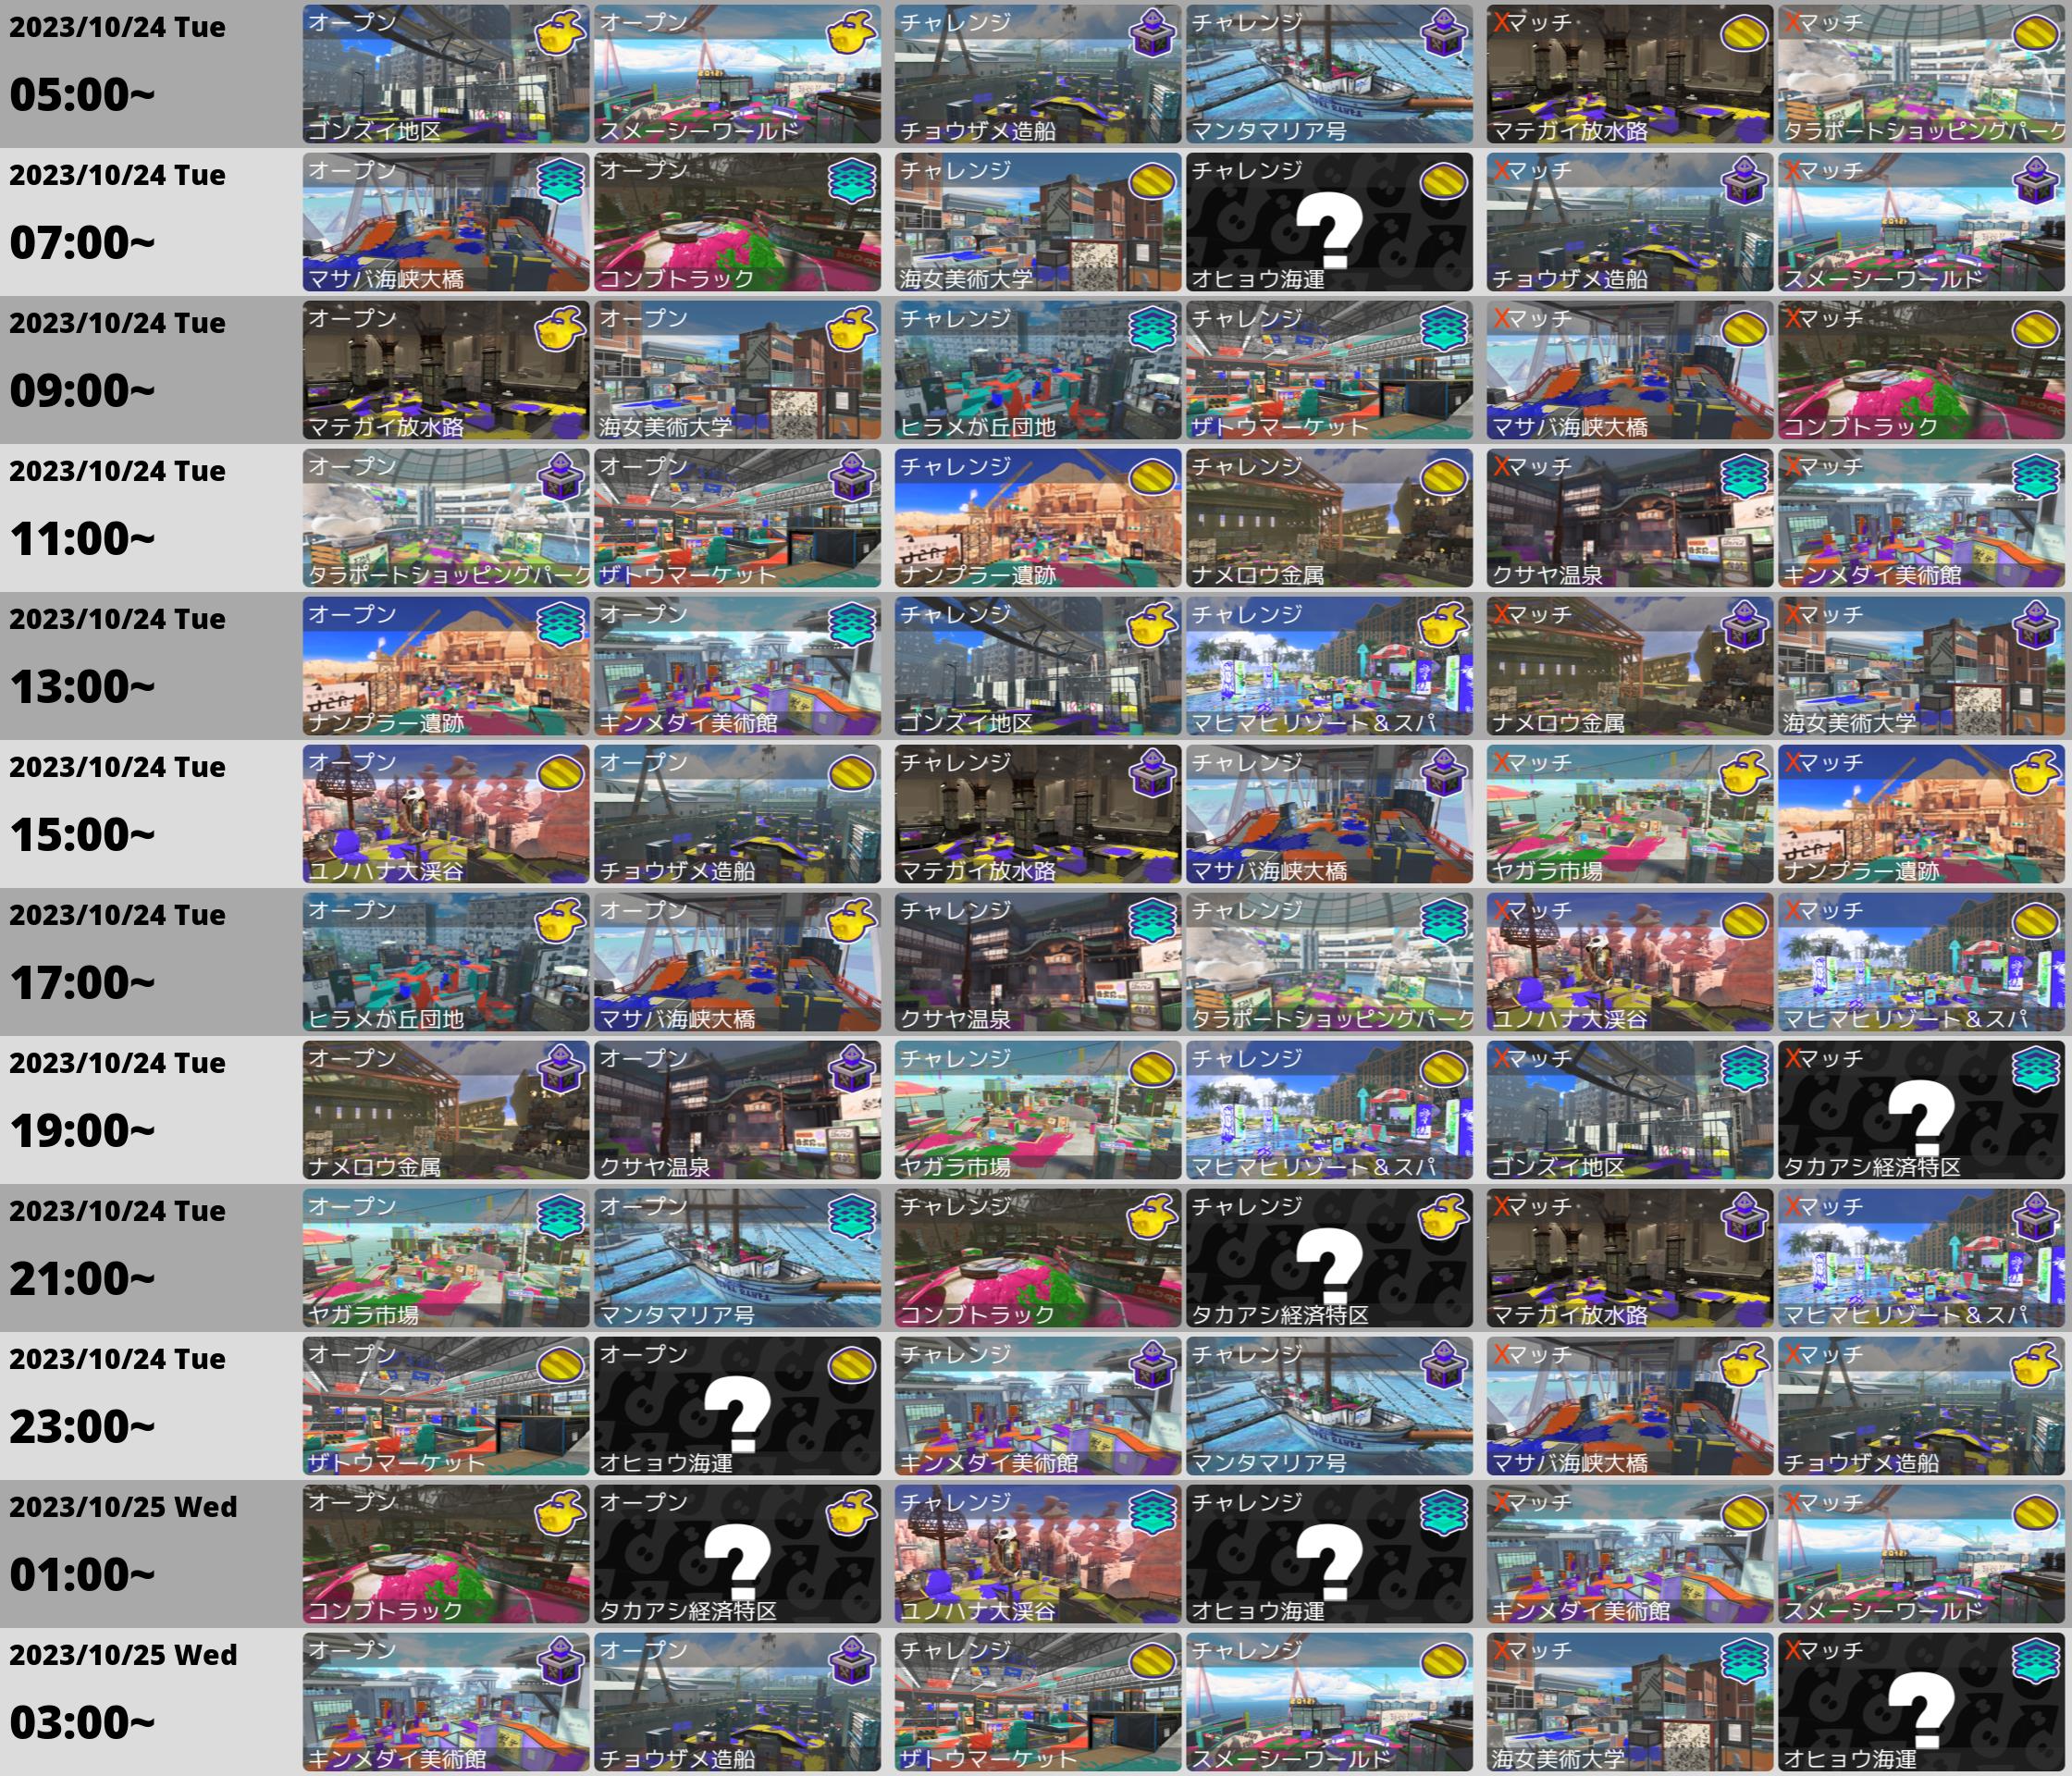 2023/10/24 Tue
05:00~
オープン
ゴンズイ地区
オープン
スメーシーワールド
チャレンジ
チョウザメ造船
チャレンジ
マンタマリア号
Xマッチ
マテガイ放水路
Xマッチ
タラポートショッピングパーク
2023/10/24 Tue
07:00~
オープン
マサバ海峡大橋
オープン
コンブトラック
チャレンジ
海女美術大学
チャレンジ
?
オヒョウ海運
Xマッチ
チョウザメ造船
Xマッチ
スメーシーワールド
2023/10/24 Tue
09:00~
オープン
マテガイ放水路
オープン
海女美術大学
チャレンジ
ヒラメが丘団地
チャレンジ
ザトウマーケット
Xマッチ
マサバ海峡大橋
Xマッチ
コンブトラック
2023/10/24 Tue
11:00~
オープン
タラポートショッピングパーク
オープン
ザトウマーケット
チャレンジ
ナンプラー遺跡
チャレンジ
ナメロウ金属
Xマッチ
クサヤ温泉
Xマッチ
キンメダイ美術館
2023/10/24 Tue
13:00~
オープン
ナンプラー遺跡
オープン
キンメダイ美術館
チャレンジ
ゴンズイ地区
チャレンジ
マヒマヒリゾート＆スパ
Xマッチ
ナメロウ金属
Xマッチ
海女美術大学
2023/10/24 Tue
15:00~
オープン
ユノハナ大渓谷
オープン
チョウザメ造船
チャレンジ
マテガイ放水路
チャレンジ
マサバ海峡大橋
Xマッチ
ヤガラ市場
Xマッチ
ナンプラー遺跡
2023/10/24 Tue
17:00~
オープン
ヒラメが丘団地
オープン
マサバ海峡大橋
チャレンジ
クサヤ温泉
チャレンジ
タラポートショッピングパーク
Xマッチ
ユノハナ大渓谷
Xマッチ
マヒマヒリゾート＆スパ
2023/10/24 Tue
19:00~
オープン
ナメロウ金属
オープン
クサヤ温泉
チャレンジ
ヤガラ市場
チャレンジ
マヒマヒリゾート＆スパ
Xマッチ
ゴンズイ地区
Xマッチ
?
タカアシ経済特区
2023/10/24 Tue
21:00~
オープン
ヤガラ市場
オープン
マンタマリア号
チャレンジ
コンブトラック
チャレンジ
?
タカアシ経済特区
Xマッチ
マテガイ放水路
Xマッチ
マヒマヒリゾート＆スパ
2023/10/24 Tue
23:00~
オープン
ザトウマーケット
オープン
?
オヒョウ海運
チャレンジ
キンメダイ美術館
チャレンジ
マンタマリア号
Xマッチ
マサバ海峡大橋
Xマッチ
チョウザメ造船
2023/10/25 Wed
01:00~
オープン
コンブトラック
オープン
?
タカアシ経済特区
チャレンジ
ユノハナ大渓谷
チャレンジ
?
オヒョウ海運
Xマッチ
キンメダイ美術館
Xマッチ
スメーシーワールド
2023/10/25 Wed
03:00~
オープン
キンメダイ美術館
オープン
チョウザメ造船
チャレンジ
ザトウマーケット
チャレンジ
スメーシーワールド
Xマッチ
海女美術大学
Xマッチ
?
オヒョウ海運